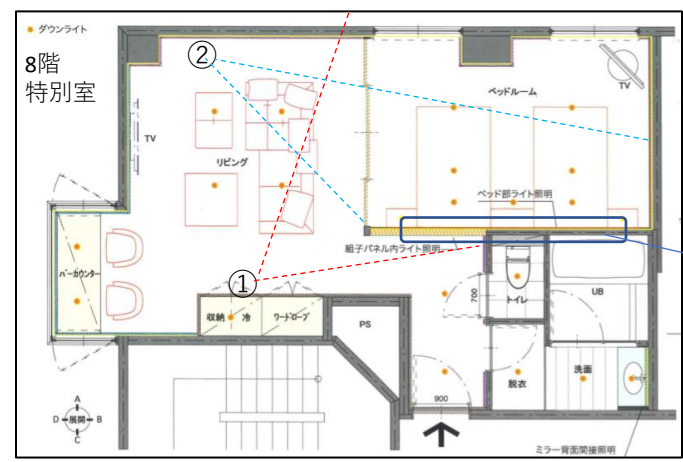 ダウンライト
8階
特別室
②
ベッドルーム
TV
TV
リビング
ベッド部ライト照明
組子パネル内ライト照明
バーカウンター
①
収納 冷 ワードローブ
PS
700
トイレ
UB
脱衣
洗面
900
A
D 展開 B
C
ミラー背面間接照明